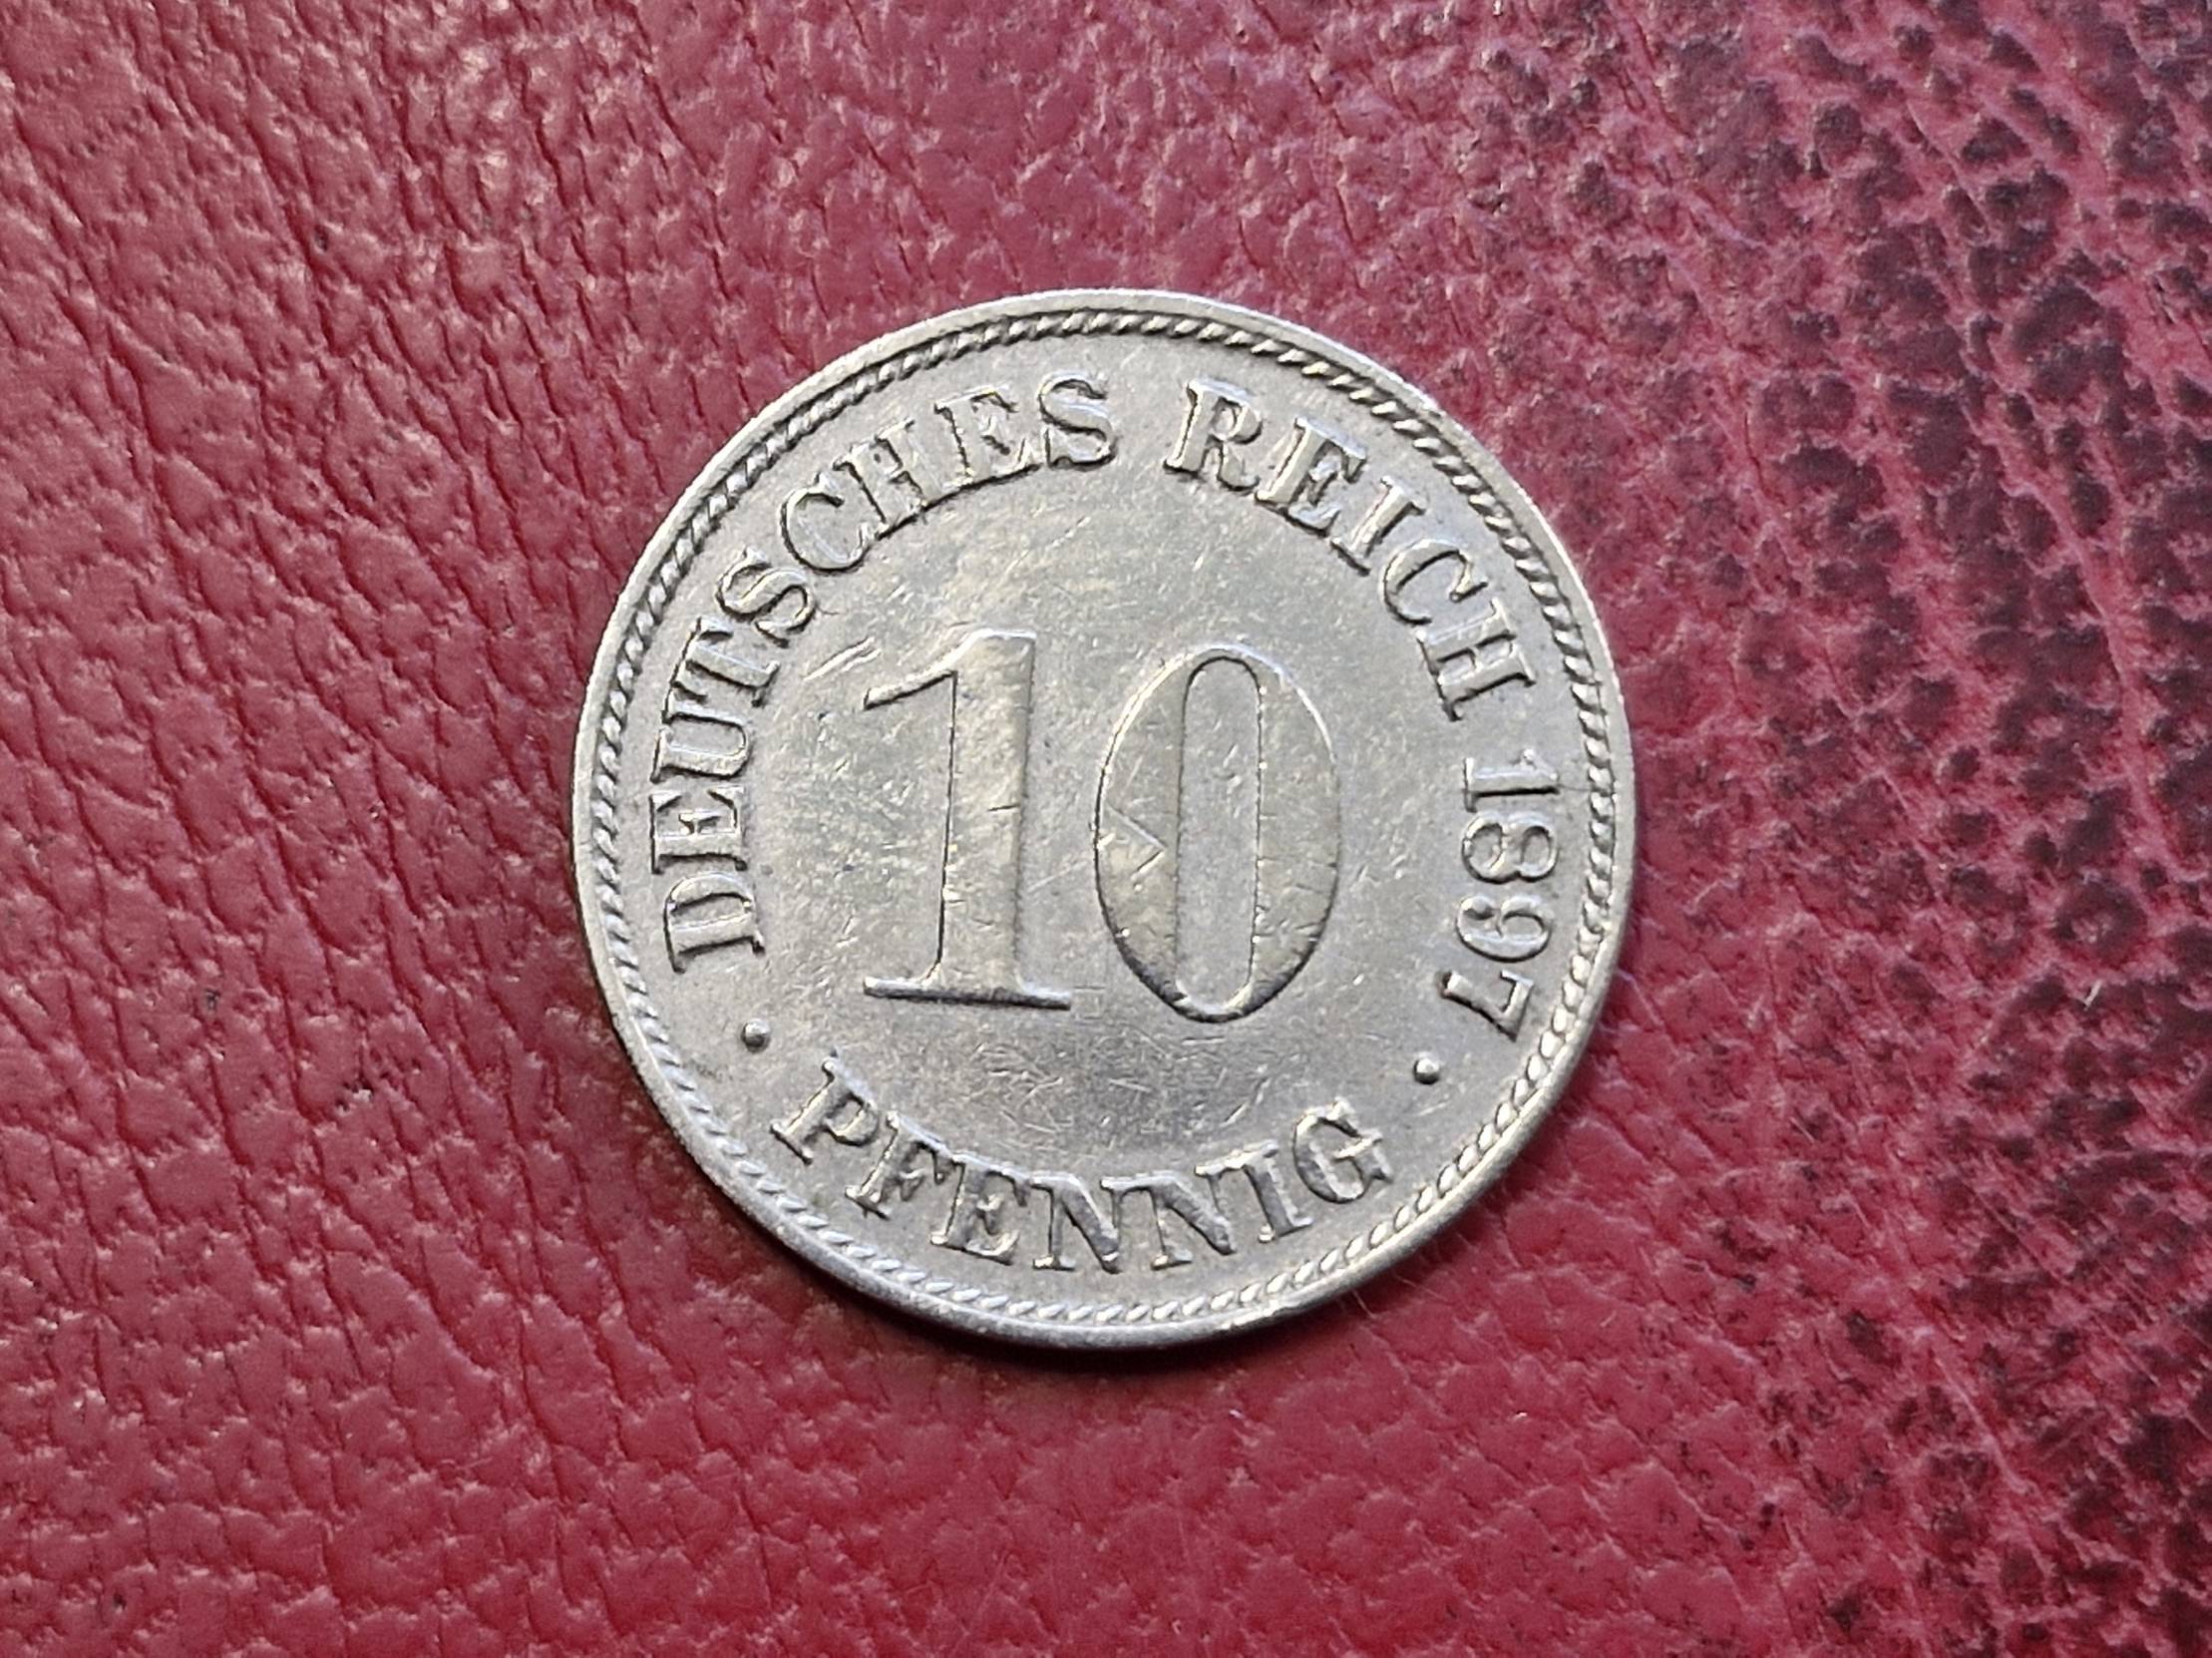 DEUTSCHES REICH 1897
10
· PFENNIG ·